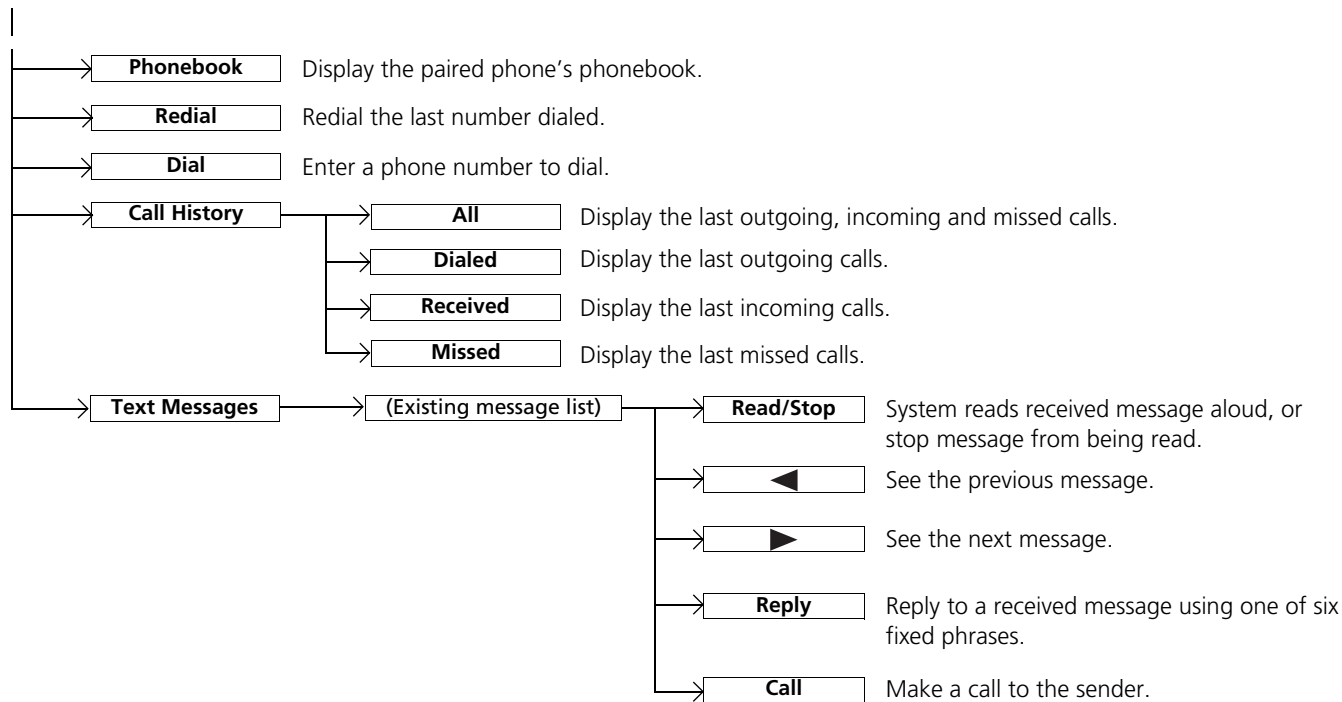 Phonebook Display the paired phone’s phonebook.
Redial Redial the last number dialed.
Dial Enter a phone number to dial.
Call History All Display the last outgoing, incoming and missed calls.
Dialed Display the last outgoing calls.
Received Display the last incoming calls.
Missed Display the last missed calls.
Text Messages (Existing message list) Read/Stop System reads received message aloud, or
stop message from being read.
◄ See the previous message.
► See the next message.
Reply Reply to a received message using one of six
fixed phrases.
Call Make a call to the sender.